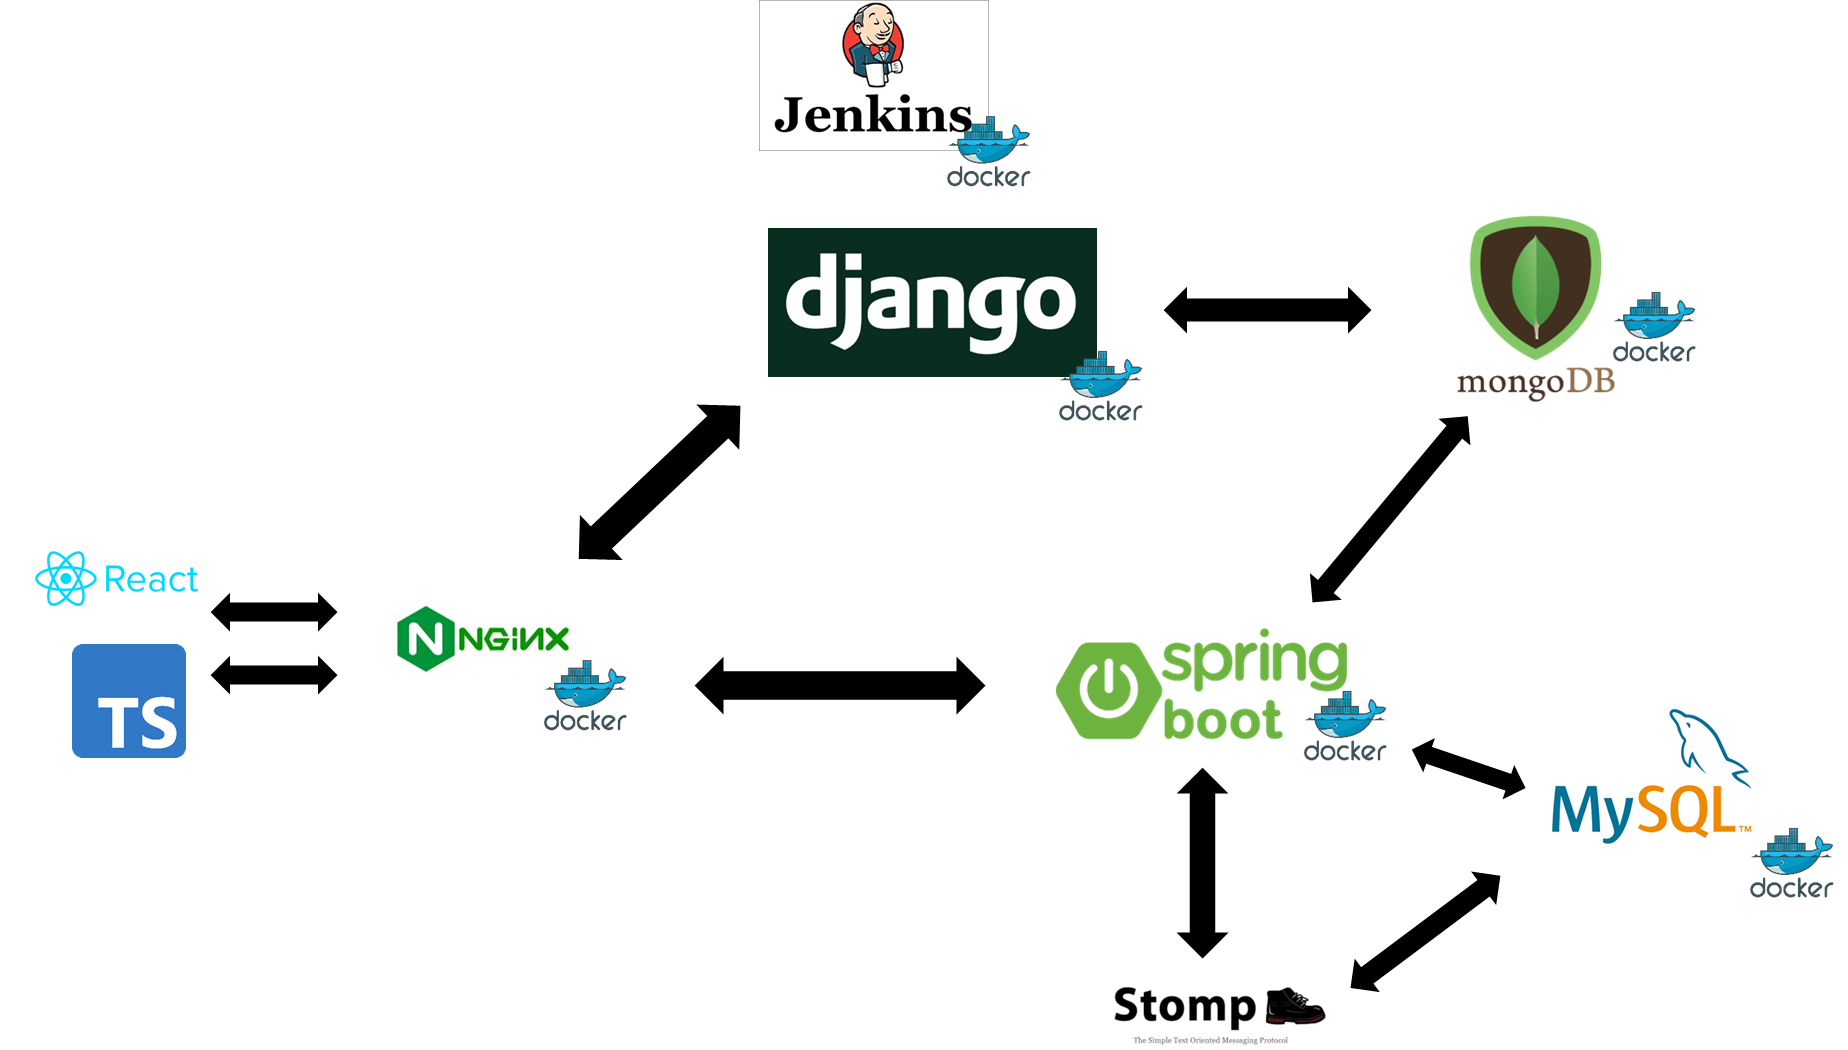 Jenkins
docker
django
docker
mongoDB
docker
React
TS
NGiNX
docker
spring
boot
docker
MySQL™
docker
Stomp
The Simple Text Oriented Messaging Protocol